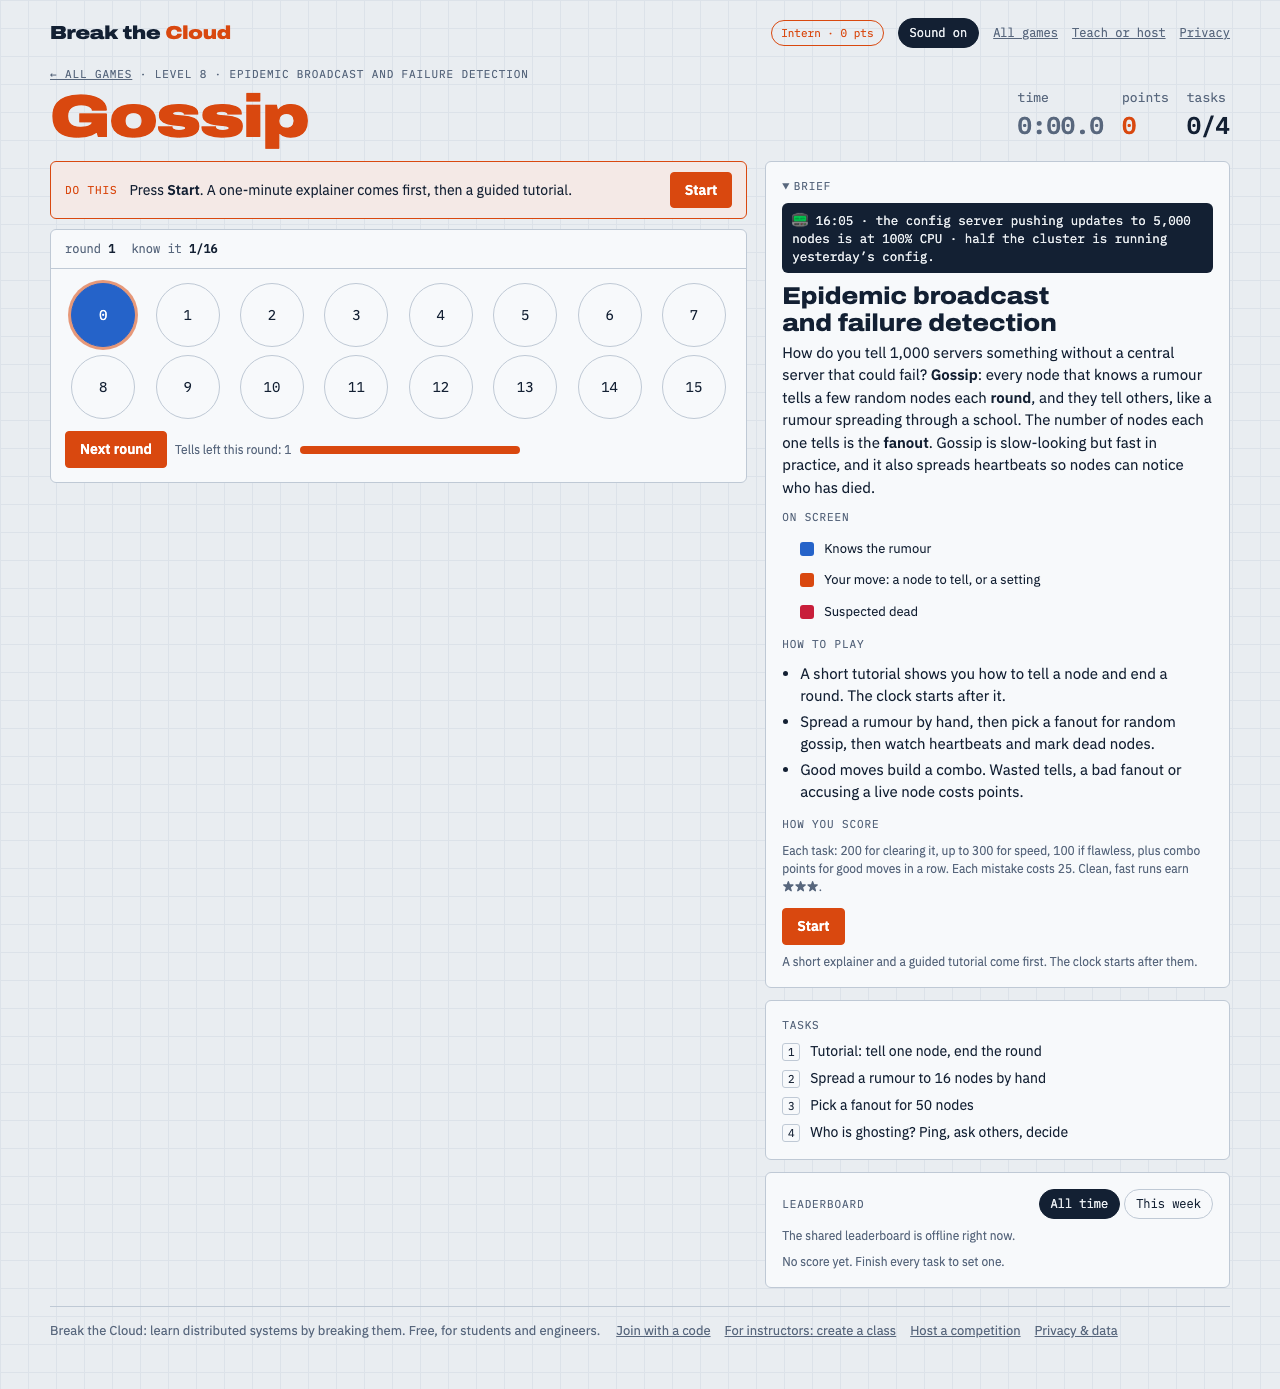 Break the Cloud
Intern · 0 pts
Sound on
All games
Teach or host
Privacy
← ALL GAMES · LEVEL 8 · EPIDEMIC BROADCAST AND FAILURE DETECTION
Gossip
time
0:00.0
points
0
tasks
0/4
DO THIS Press Start. A one-minute explainer comes first, then a guided tutorial.
Start
round 1 know it 1/16
0 1 2 3 4 5 6 7
8 9 10 11 12 13 14 15
Next round
Tells left this round: 1
▼ BRIEF
16:05 · the config server pushing updates to 5,000
nodes is at 100% CPU · half the cluster is running
yesterday’s config.
Epidemic broadcast
and failure detection
How do you tell 1,000 servers something without a central
server that could fail? Gossip: every node that knows a rumour
tells a few random nodes each round, and they tell others, like a
rumour spreading through a school. The number of nodes each
one tells is the fanout. Gossip is slow-looking but fast in
practice, and it also spreads heartbeats so nodes can notice
who has died.
ON SCREEN
Knows the rumour
Your move: a node to tell, or a setting
Suspected dead
HOW TO PLAY
• A short tutorial shows you how to tell a node and end a
round. The clock starts after it.
• Spread a rumour by hand, then pick a fanout for random
gossip, then watch heartbeats and mark dead nodes.
• Good moves build a combo. Wasted tells, a bad fanout or
accusing a live node costs points.
HOW YOU SCORE
Each task: 200 for clearing it, up to 300 for speed, 100 if flawless, plus combo
points for good moves in a row. Each mistake costs 25. Clean, fast runs earn
★★★.
Start
A short explainer and a guided tutorial come first. The clock starts after them.
TASKS
1 Tutorial: tell one node, end the round
2 Spread a rumour to 16 nodes by hand
3 Pick a fanout for 50 nodes
4 Who is ghosting? Ping, ask others, decide
LEADERBOARD
All time
This week
The shared leaderboard is offline right now.
No score yet. Finish every task to set one.
Break the Cloud: learn distributed systems by breaking them. Free, for students and engineers.
Join with a code
For instructors: create a class
Host a competition
Privacy & data